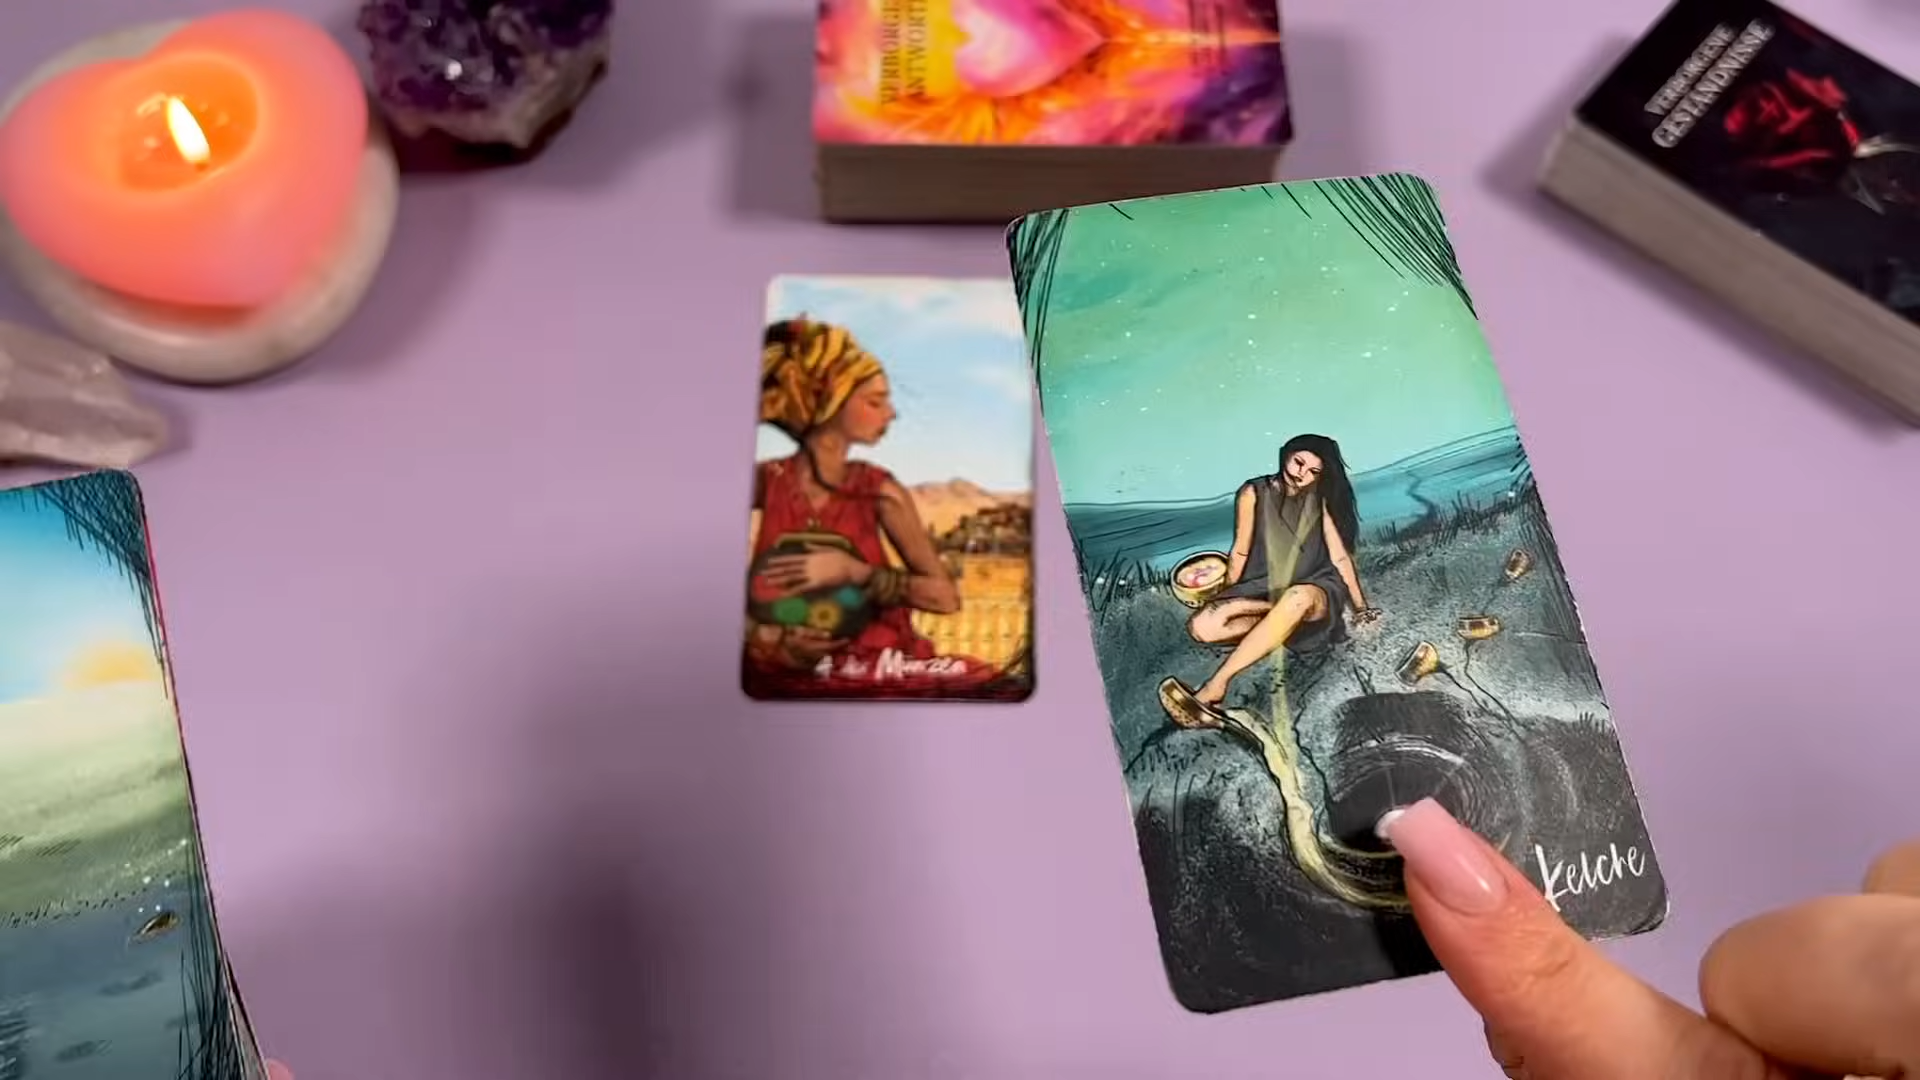 VERBORGENE
ANTWORTEN
VERBORGENE
GESTÄNDNISSE
4 der Münzen
Kelche